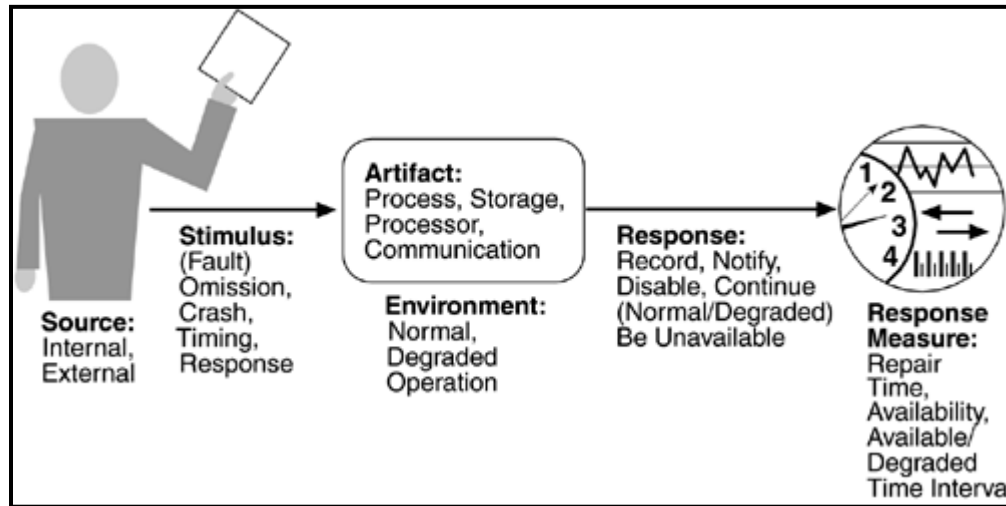 Source:
Internal,
External
Stimulus:
(Fault)
Omission,
Crash,
Timing,
Response
Artifact:
Process, Storage,
Processor,
Communication
Environment:
Normal,
Degraded
Operation
Response:
Record, Notify,
Disable, Continue
(Normal/Degraded)
Be Unavailable
1
2
3
4
Response
Measure:
Repair
Time,
Availability,
Available/
Degraded
Time Interva